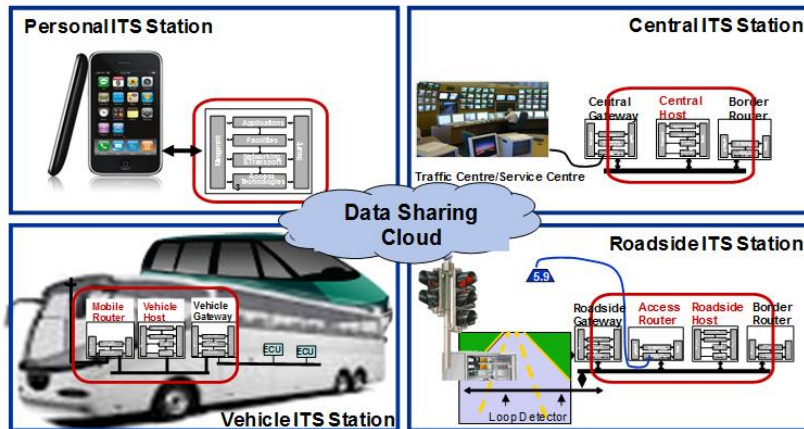 Personal ITS Station
Applications
Facilities
Networking
& Transport
Access
Technologies
Management
Security
Central ITS Station
Central
Gateway
Central
Host
Border
Router
Traffic Centre/Service Centre
Data Sharing
Cloud
Mobile
Router
Vehicle
Host
Vehicle
Gateway
ECU
ECU
Vehicle ITS Station
Roadside ITS Station
5.9
Roadside
Gateway
Access
Router
Roadside
Host
Border
Router
Loop Detector